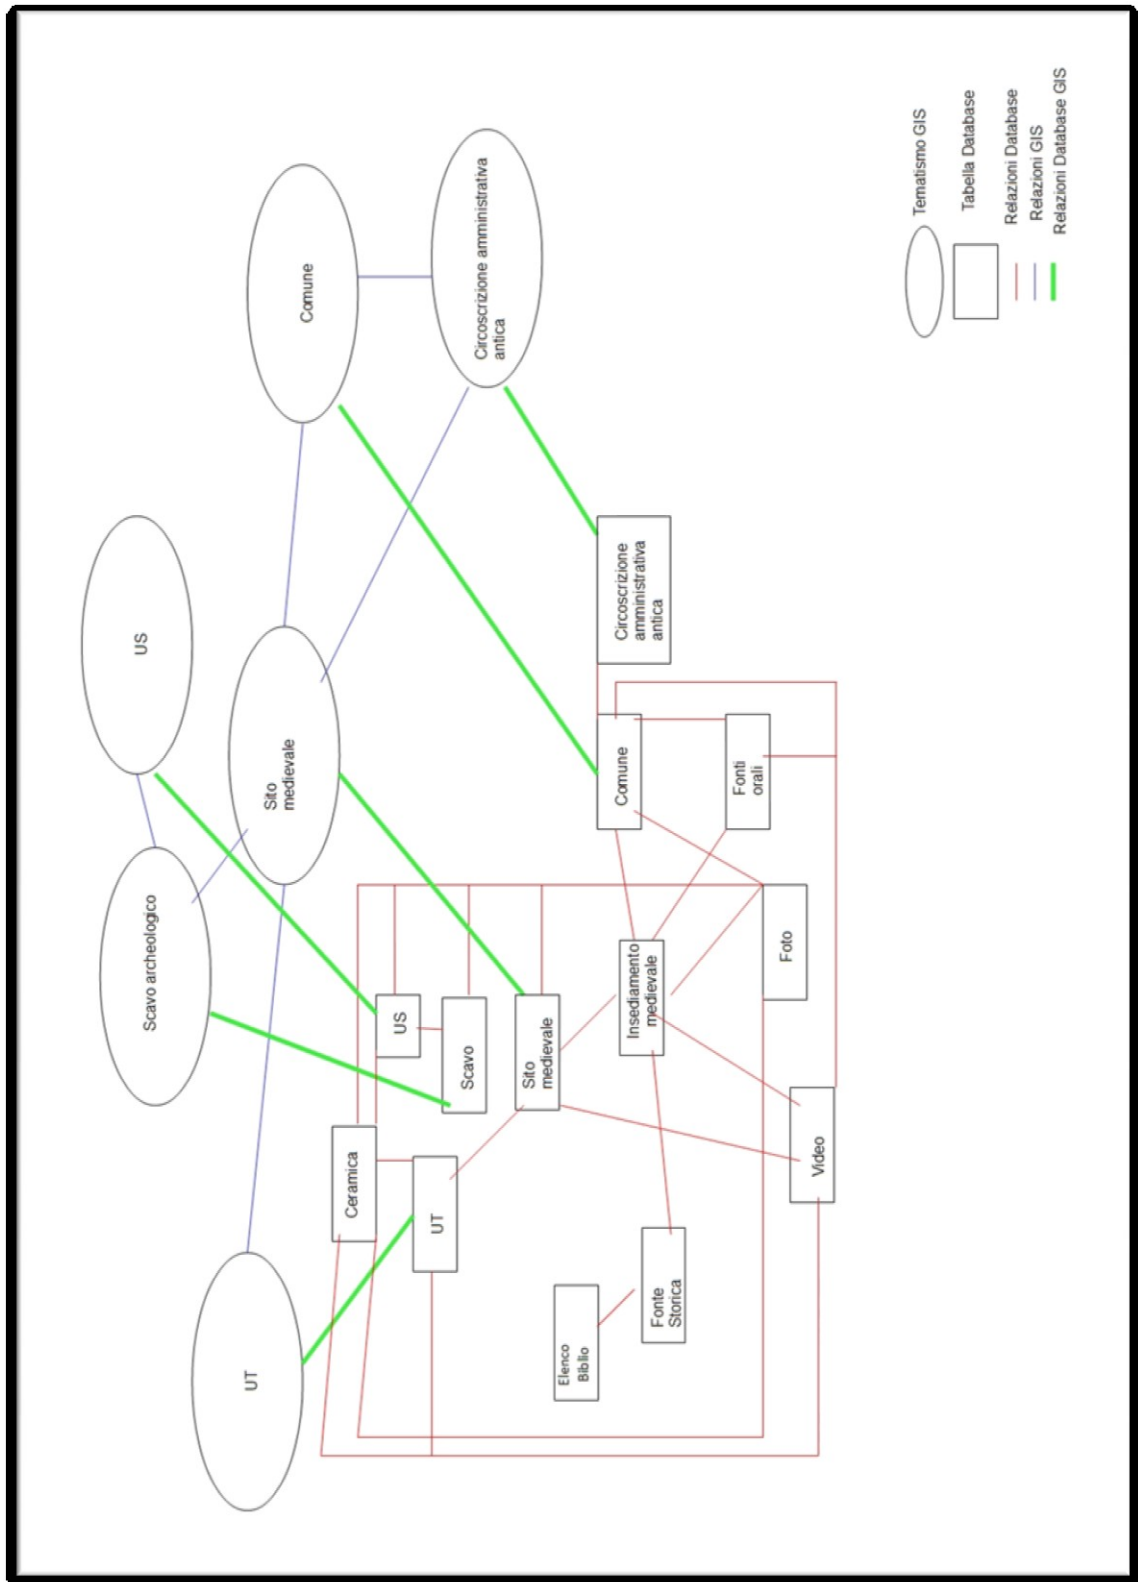 US
Scavo archeologico
UT
Sito
medievale
Comune
Circoscrizione amministrativa
antica
Ceramica
US
UT
Scavo
Sito
medievale
Elenco
Biblio
Circoscrizione
amministrativa
antica
Comune
Insediamento
medievale
Fonte
Storica
Fonti
orali
Foto
Video
Tematismo GIS
Tabella Database
Relazioni Database
Relazioni GIS
Relazioni Database GIS